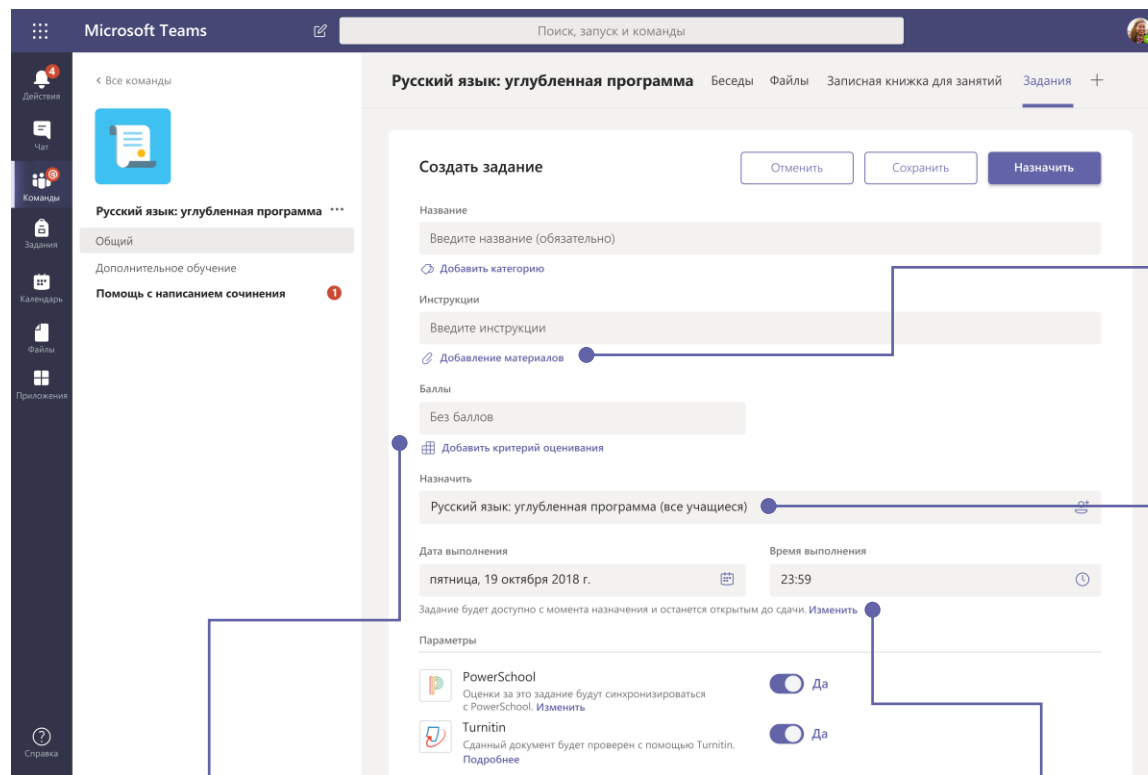 Microsoft Teams
Поиск, запуск и команды
4
Действия
Чат
@
Команды
Задания
Календарь
Файлы
Приложения
Справка
< Все команды
Русский язык: углубленная программа ...
Общий
Дополнительное обучение
Помощь с написанием сочинения 1
Русский язык: углубленная программа Беседы Файлы Записная книжка для занятий Задания +
Создать задание Отменить Сохранить Назначить
Название
Введите название (обязательно)
Добавить категорию
Инструкции
Введите инструкции
Добавление материалов
Баллы
Без баллов
Добавить критерий оценивания
Назначить
Русский язык: углубленная программа (все учащиеся)
Дата выполнения Время выполнения
пятница, 19 октября 2018 г. 23:59
Задание будет доступно с момента назначения и останется открытым до сдачи. Изменить
Параметры
PowerSchool
Оценки за это задание будут синхронизироваться
с PowerSchool. Изменить
Да
Turnitin
Сданный документ будет проверен с помощью Turnitin.
Подробнее
Да